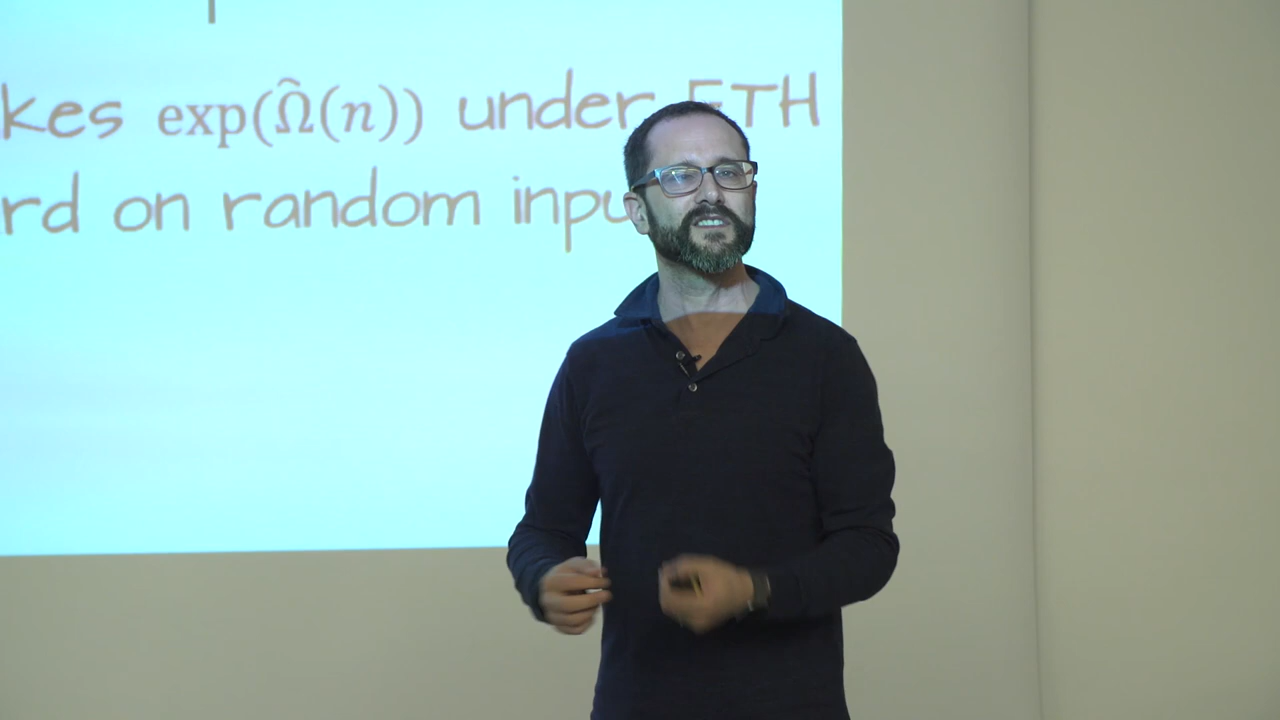 kes exp(Ω̂(n)) under ETH
rd on random inpu